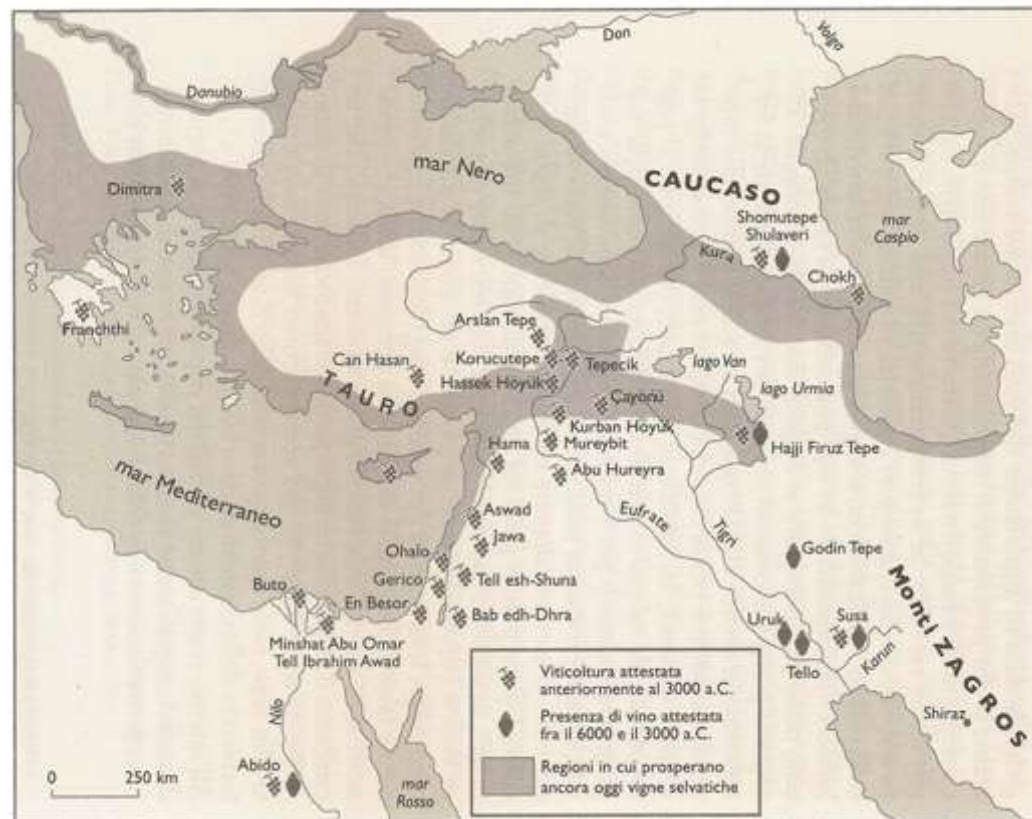 Don
Volga
Danubio
mar Nero
CAUCASO
Dimitra
Shomutepe
Shulaveri
mar
Caspio
Kura
Chokh
Franchthi
Arslan Tepe
Can Hasan
Korucutepe
Tepecik
lago Van
Hassek Höyük
lago Urmia
TAURO
Çayönü
Kurban Hoyük
Mureybit
Hajji Firuz Tepe
Hama
Abu Hureyra
mar Mediterraneo
Aswad
Eufrate
Tigri
Jawa
Ohalo
Godin Tepe
Gerico
Tell esh-Shuna
Buto
En Besor
Bab edh-Dhra
Uruk
Susa
Monti ZAGROS
Minshat Abu Omar
Tell Ibrahim Awad
Tello
Karun
Viticoltura attestata
anteriormente al 3000 a.C.
Nilo
Shiraz
Presenza di vino attestata
fra il 6000 e il 3000 a.C.
0 250 km
Abido
mar
Rosso
Regioni in cui prosperano
ancora oggi vigne selvatiche